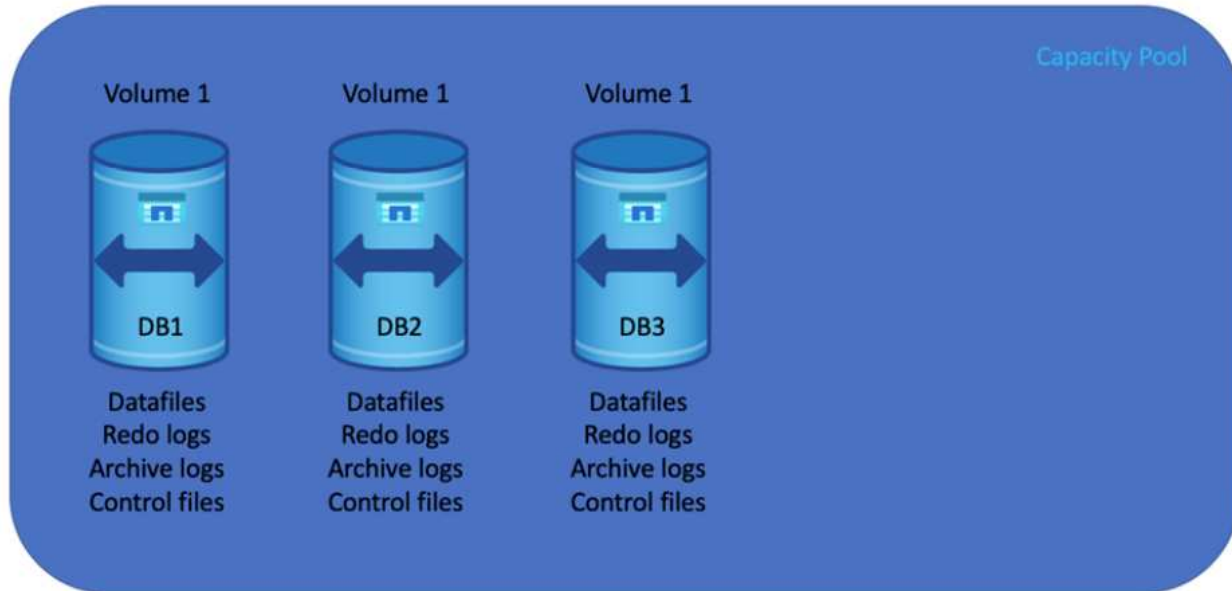 Capacity Pool
Volume 1 Volume 1 Volume 1
DB1 DB2 DB3
Datafiles Datafiles Datafiles
Redo logs Redo logs Redo logs
Archive logs Archive logs Archive logs
Control files Control files Control files